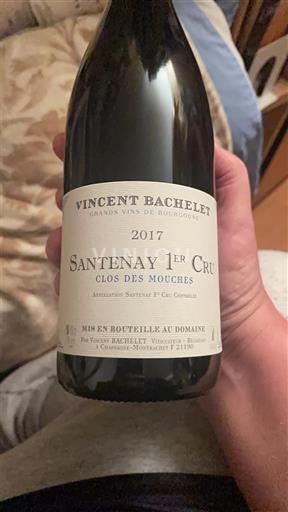 VINCENT BACHELET
GRANDS VINS DE BOURGOGNE
2017
SANTENAY 1ER CRU
CLOS DES MOUCHES
APPELLATION SANTENAY 1ER CRU CONTRÔLÉE
MIS EN BOUTEILLE AU DOMAINE
PAR VINCENT BACHELET VITICULTEUR -
À CHASSAGNE-MONTRACHET F 21190